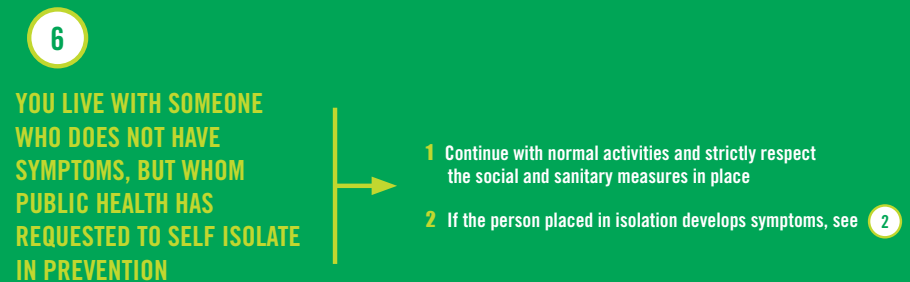 6
YOU LIVE WITH SOMEONE
WHO DOES NOT HAVE
SYMPTOMS, BUT WHOM
PUBLIC HEALTH HAS
REQUESTED TO SELF ISOLATE
IN PREVENTION
1 Continue with normal activities and strictly respect
the social and sanitary measures in place
2 If the person placed in isolation develops symptoms, see 2